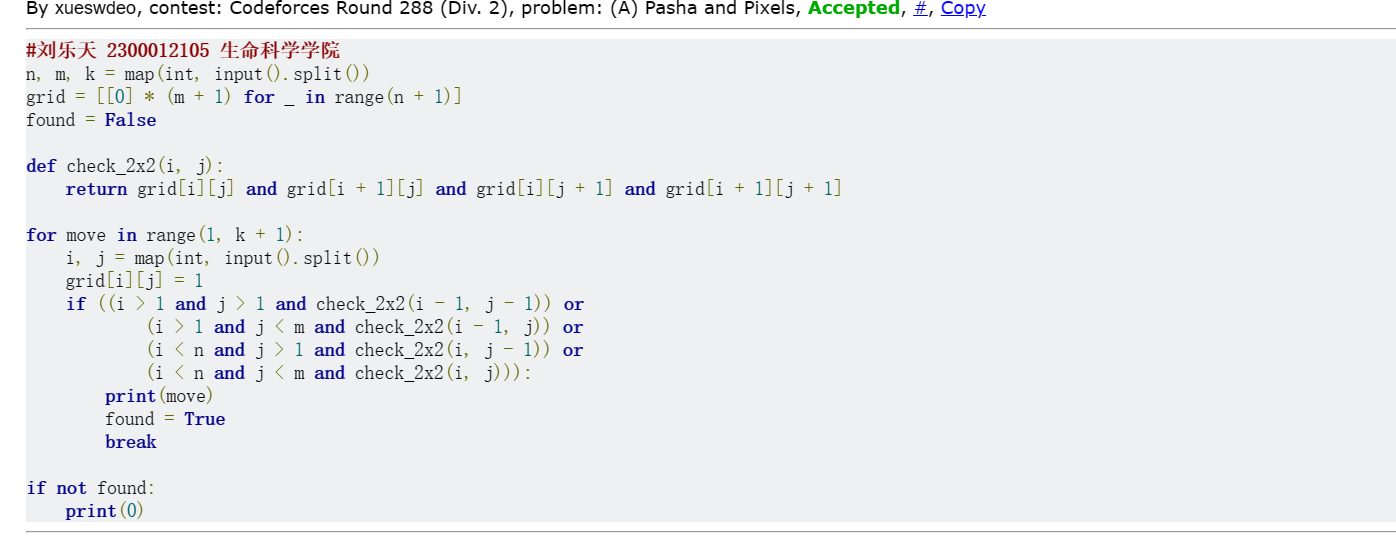 By xueswdeo, contest: Codeforces Round 288 (Div. 2), problem: (A) Pasha and Pixels, Accepted, #, Copy
#刘乐天 2300012105 生命科学学院
n, m, k = map(int, input().split())
grid = [[0] * (m + 1) for _ in range(n + 1)]
found = False
def check_2x2(i, j):
    return grid[i][j] and grid[i + 1][j] and grid[i][j + 1] and grid[i + 1][j + 1]
for move in range(1, k + 1):
    i, j = map(int, input().split())
    grid[i][j] = 1
    if ((i > 1 and j > 1 and check_2x2(i - 1, j - 1)) or
            (i > 1 and j < m and check_2x2(i - 1, j)) or
            (i < n and j > 1 and check_2x2(i, j - 1)) or
            (i < n and j < m and check_2x2(i, j))):
        print(move)
        found = True
        break
if not found:
    print(0)